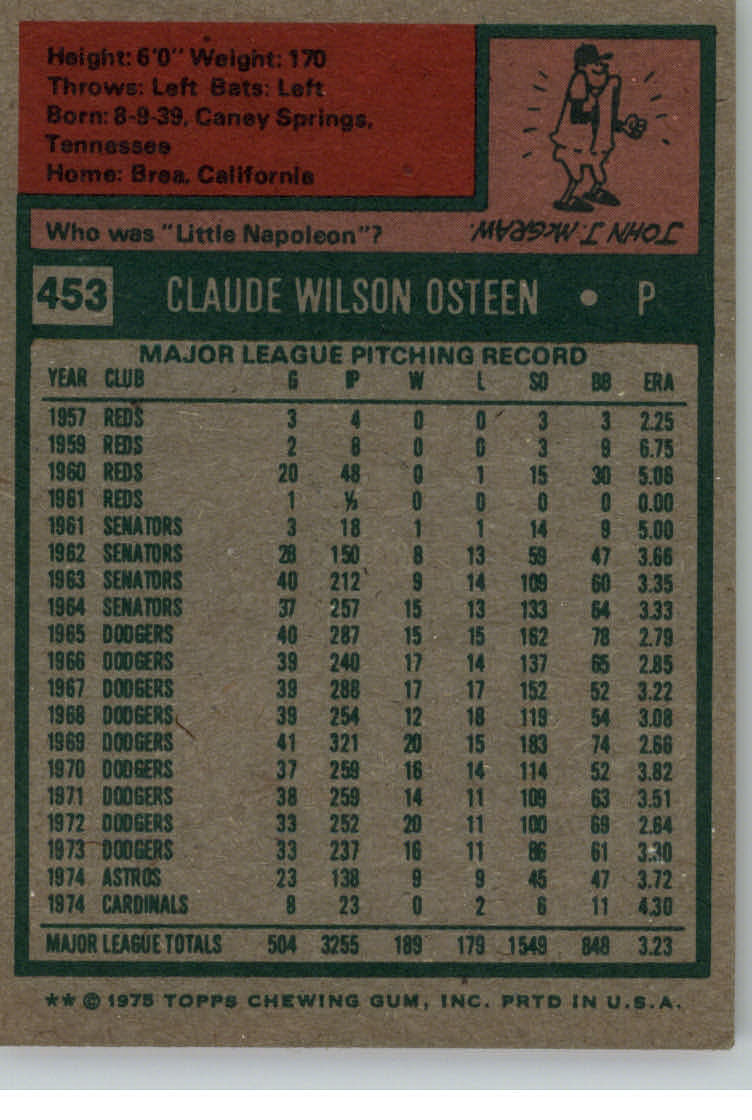 Height: 6'0" Weight: 170
Throws: Left Bats: Left
Born: 8-9-39, Caney Springs,
Tennessee
Home: Brea, California
Who was "Little Napoleon"?
JOHN J. McGRAW.
453 CLAUDE WILSON OSTEEN • P
MAJOR LEAGUE PITCHING RECORD
YEAR CLUB G IP W L SO BB ERA
1957 REDS 3 4 0 0 3 3 2.25
1959 REDS 2 8 0 0 3 9 6.75
1960 REDS 20 48 0 1 15 30 5.06
1961 REDS 1 ⅓ 0 0 0 0 0.00
1961 SENATORS 3 18 1 1 14 9 5.00
1962 SENATORS 28 150 8 13 59 47 3.66
1963 SENATORS 40 212 9 14 109 60 3.35
1964 SENATORS 37 257 15 13 133 64 3.33
1965 DODGERS 40 287 15 15 162 78 2.79
1966 DODGERS 39 240 17 14 137 65 2.85
1967 DODGERS 39 288 17 17 152 52 3.22
1968 DODGERS 39 254 12 18 119 54 3.08
1969 DODGERS 41 321 20 15 183 74 2.66
1970 DODGERS 37 259 16 14 114 52 3.82
1971 DODGERS 38 259 14 11 109 63 3.51
1972 DODGERS 33 252 20 11 100 69 2.64
1973 DODGERS 33 237 16 11 86 61 3.30
1974 ASTROS 23 138 9 9 45 47 3.72
1974 CARDINALS 8 23 0 2 6 11 4.30
MAJOR LEAGUE TOTALS 504 3255 189 179 1549 848 3.23
** © 1975 TOPPS CHEWING GUM, INC. PRTD IN U.S.A.